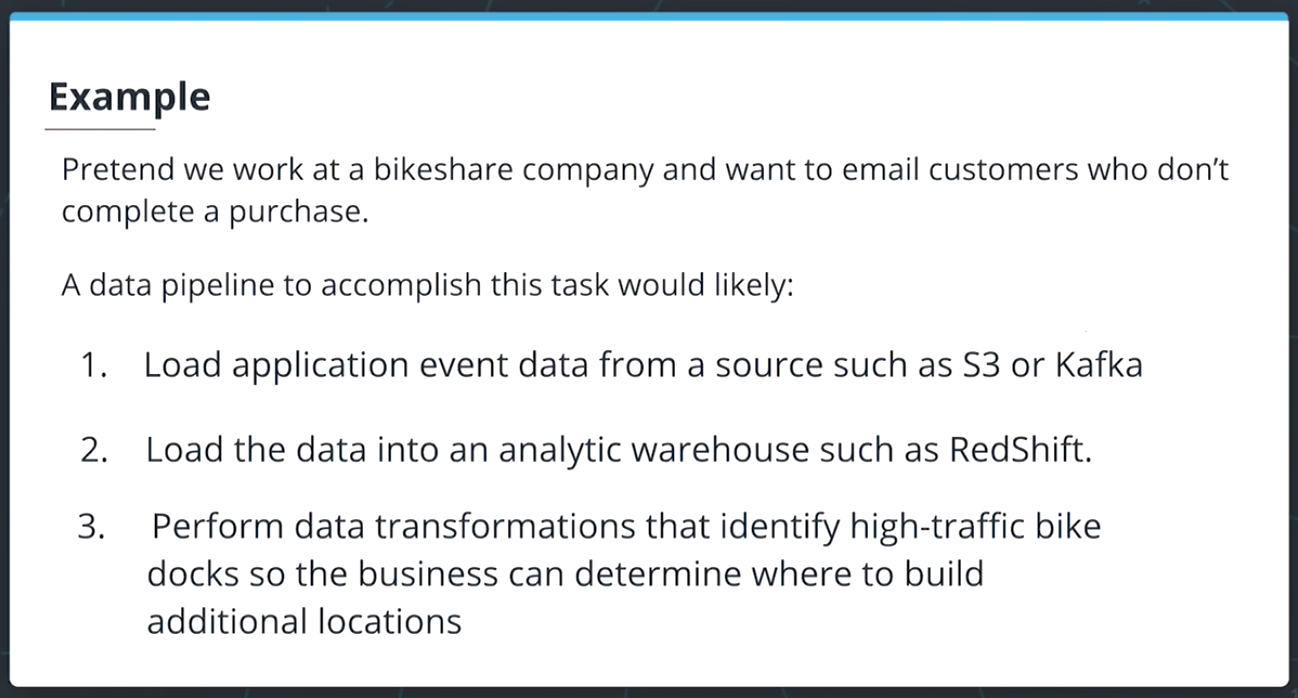 Example
Pretend we work at a bikeshare company and want to email customers who don’t
complete a purchase.
A data pipeline to accomplish this task would likely:
1. Load application event data from a source such as S3 or Kafka
2. Load the data into an analytic warehouse such as RedShift.
3. Perform data transformations that identify high-traffic bike
docks so the business can determine where to build
additional locations